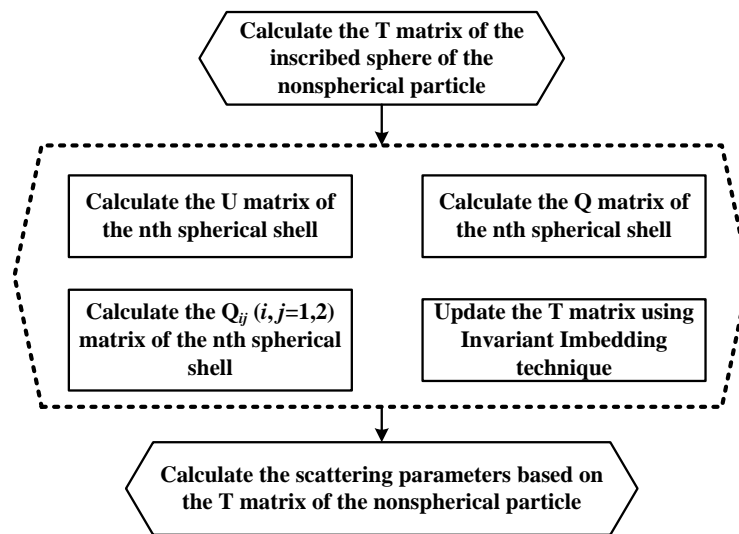 Calculate the T matrix of the
inscribed sphere of the
nonspherical particle
Calculate the U matrix of
the nth spherical shell
Calculate the Q matrix of
the nth spherical shell
Calculate the Qij (i, j=1,2)
matrix of the nth spherical
shell
Update the T matrix using
Invariant Imbedding
technique
Calculate the scattering parameters based on
the T matrix of the nonspherical particle